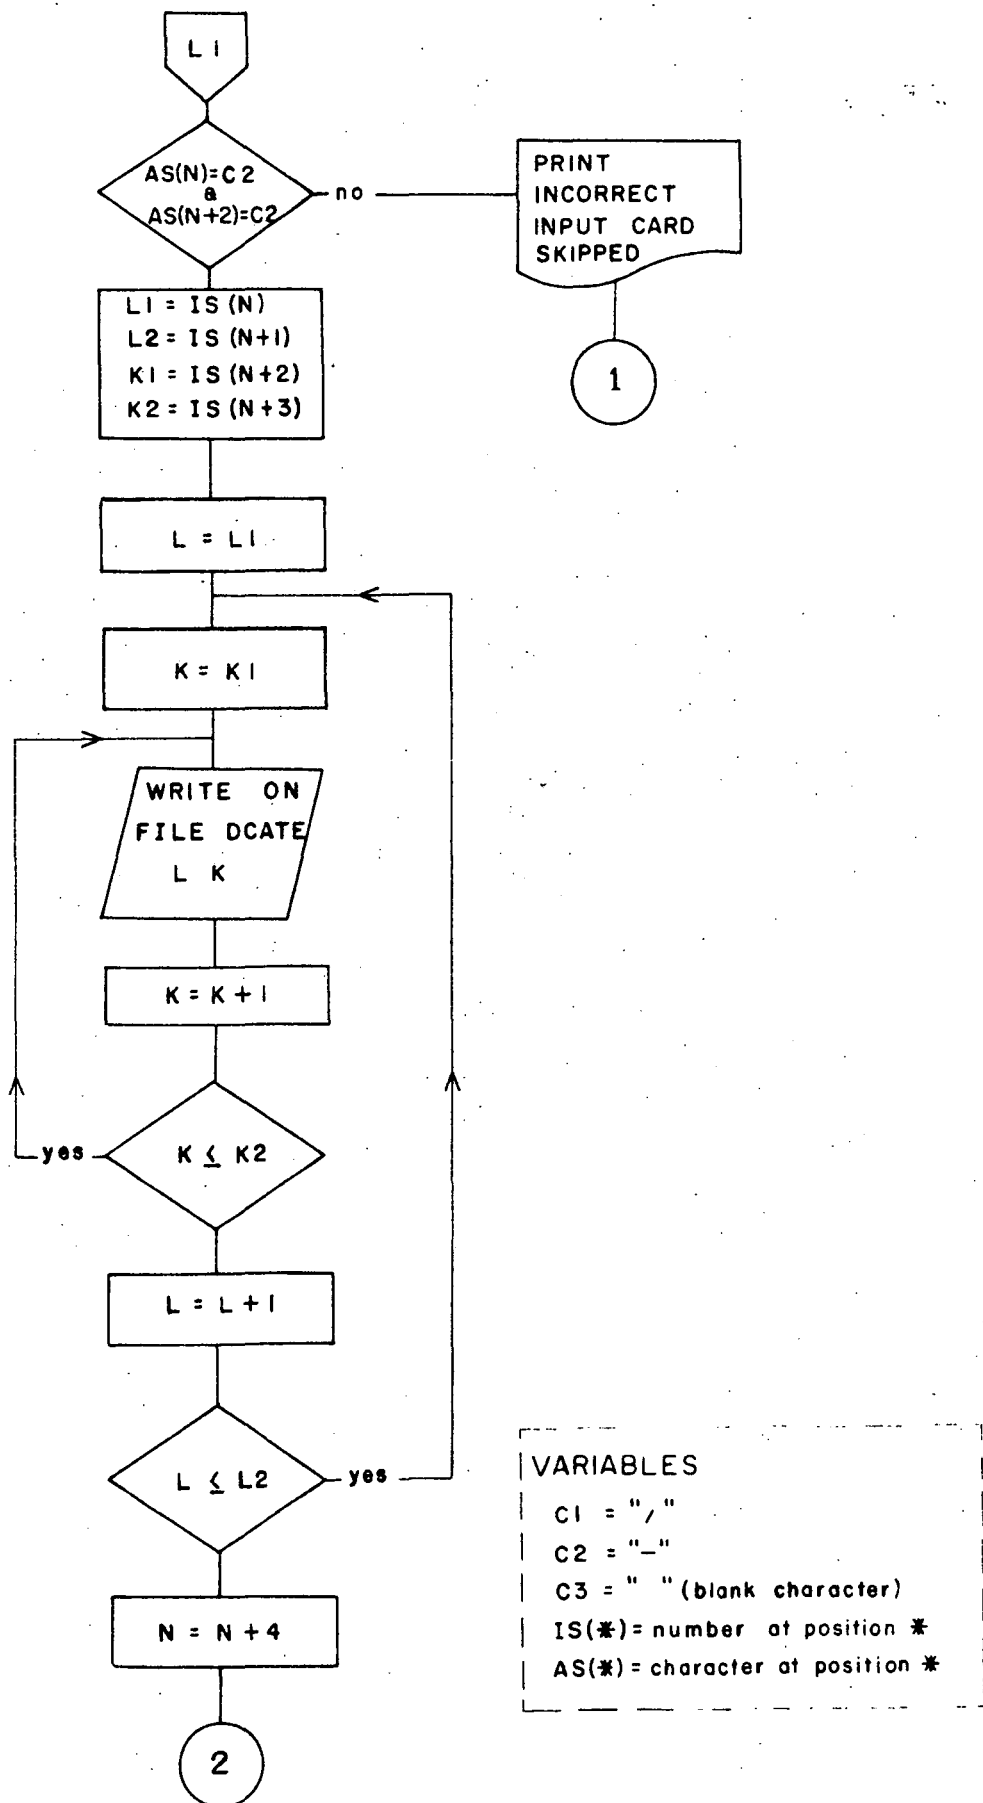 L1
AS(N)=C2
&
AS(N+2)=C2
no
PRINT
INCORRECT
INPUT CARD
SKIPPED
1
L1 = IS(N)
L2 = IS(N+1)
K1 = IS(N+2)
K2 = IS(N+3)
L = L1
K = K1
WRITE ON
FILE DCATE
L K
K = K+1
yes
K ≤ K2
L = L+1
L ≤ L2
yes
N = N+4
2
VARIABLES
C1 = "/"
C2 = "–"
C3 = " " (blank character)
IS(*) = number at position *
AS(*) = character at position *